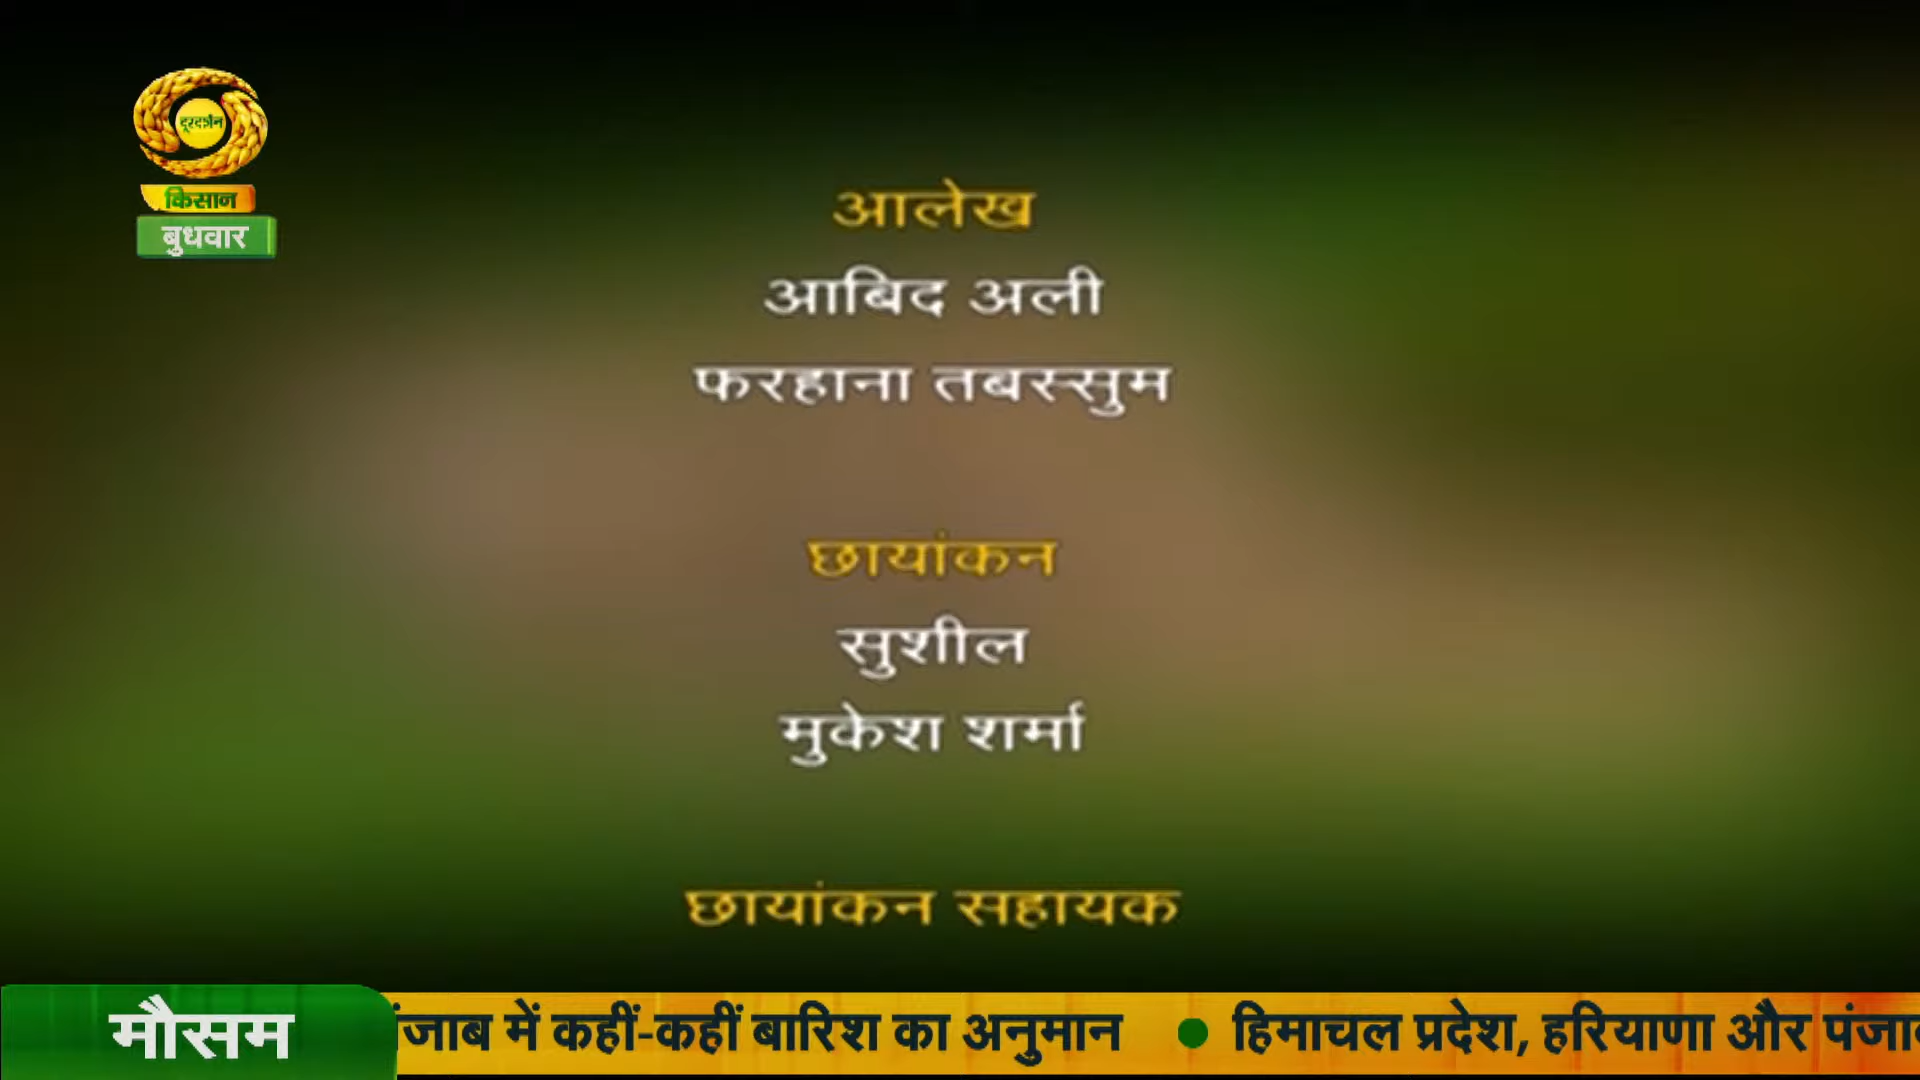 दूरदर्शन
किसान
बुधवार
आलेख
आबिद अली
फरहाना तबस्सुम
छायांकन
सुशील
मुकेश शर्मा
छायांकन सहायक
मौसम
में कहीं-कहीं बारिश का अनुमान • हिमाचल प्रदेश, हरियाणा और